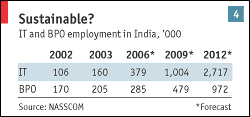 Sustainable? 4
IT and BPO employment in India, '000
2002 2003 2006* 2009* 2012*
IT 106 160 379 1,004 2,717
BPO 170 205 285 479 972
Source: NASSCOM *Forecast